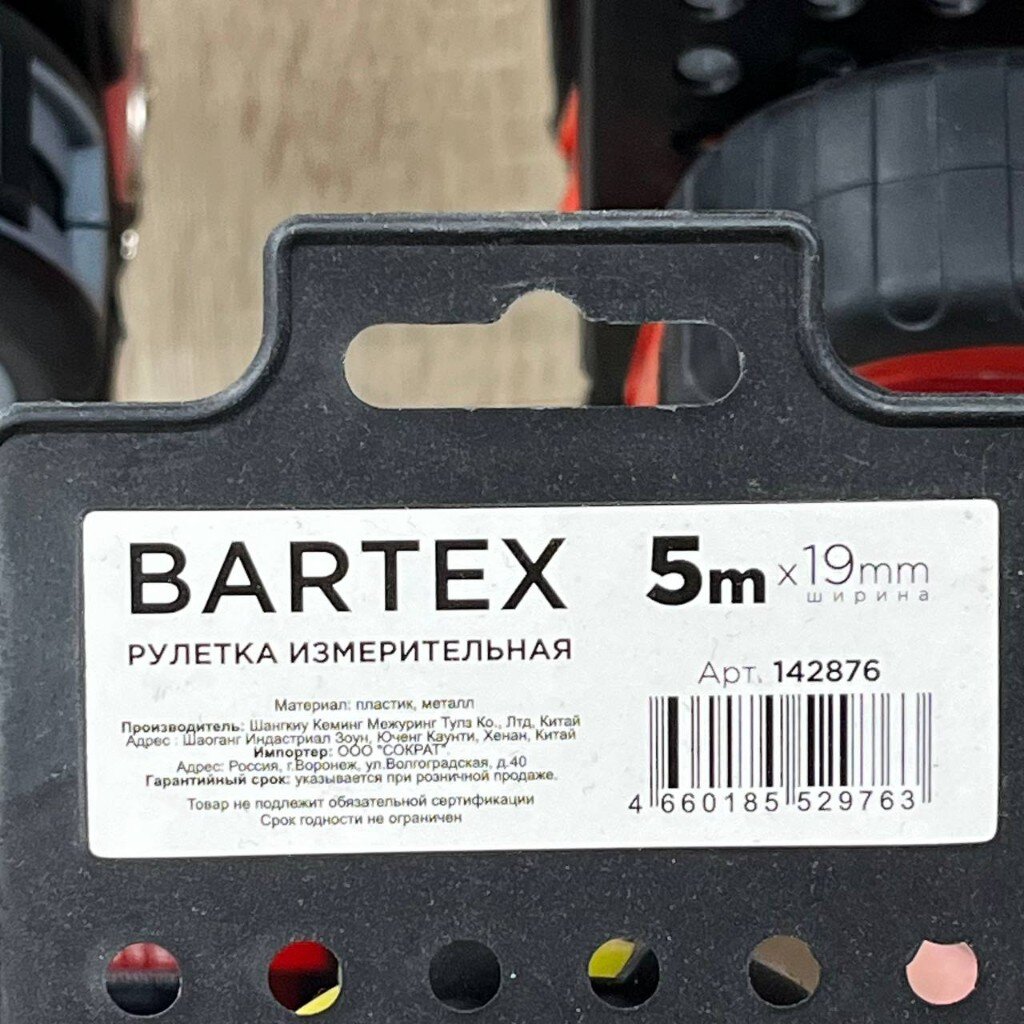 BARTEX
РУЛЕТКА ИЗМЕРИТЕЛЬНАЯ
5m x 19mm
ширина
Арт. 142876
Материал: пластик, металл
Производитель: Шангкиу Кеминг Межуринг Тулз Ко., Лтд, Китай
Адрес : Шаоганг Индастриал Зоун, Юченг Каунти, Хенан, Китай
Импортер: ООО "СОКРАТ".
Адрес: Россия, г.Воронеж, ул.Волгоградская, д.40
Гарантийный срок: указывается при розничной продаже.
Товар не подлежит обязательной сертификации
Срок годности не ограничен
4 660185 529763